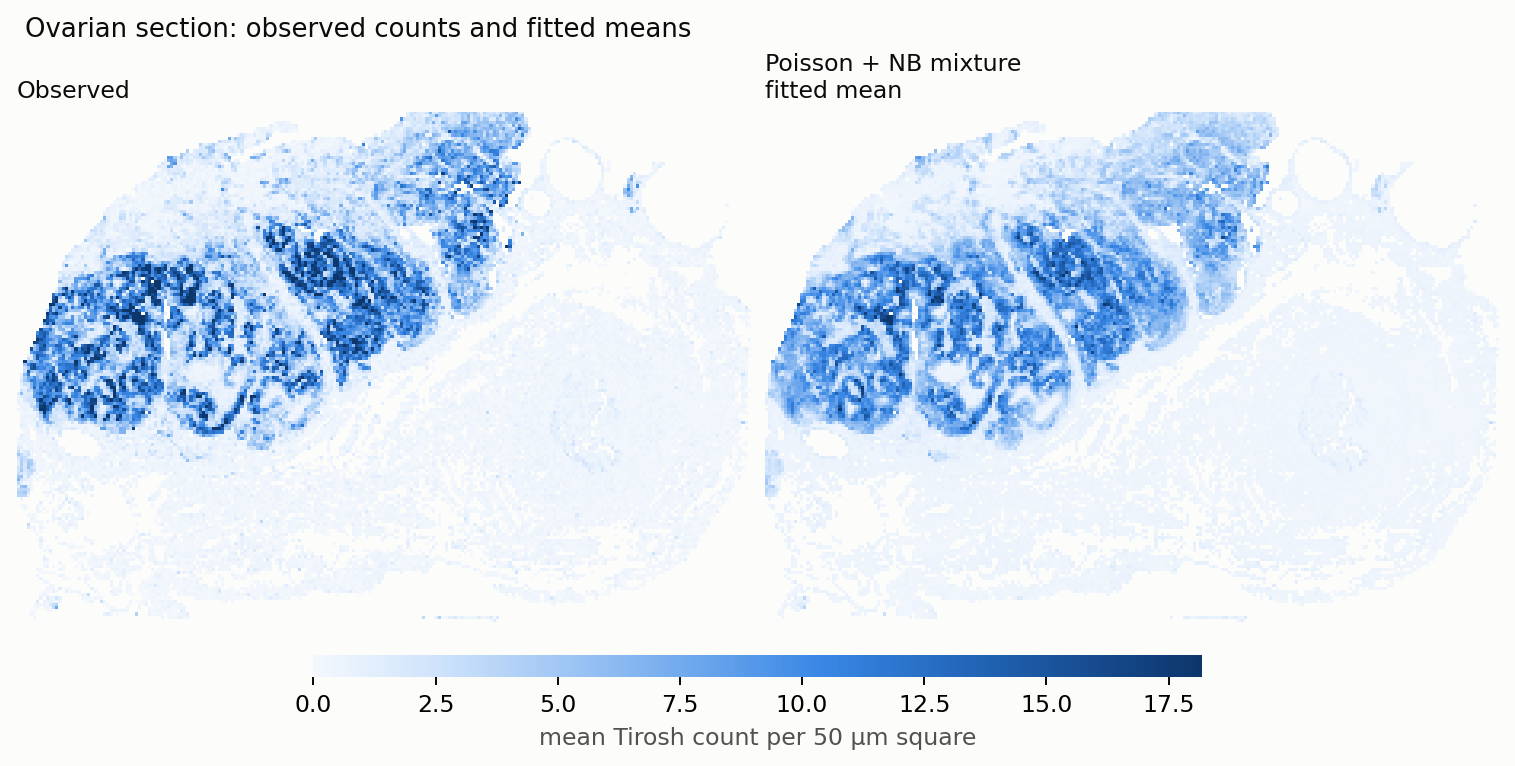 Ovarian section: observed counts and fitted means
Observed
Poisson + NB mixture
fitted mean
0.0 2.5 5.0 7.5 10.0 12.5 15.0 17.5
mean Tirosh count per 50 µm square